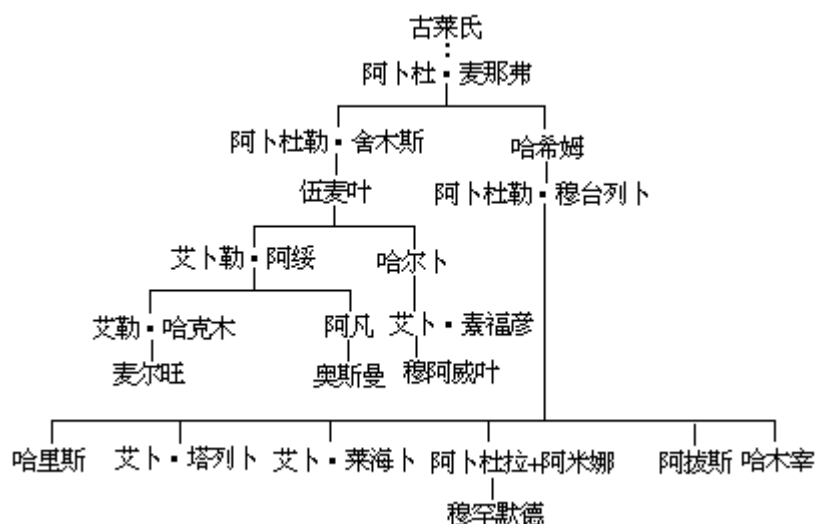 古莱氏
阿卜杜▪麦那弗
阿卜杜勒▪舍木斯
哈希姆
伍麦叶
阿卜杜勒▪穆台列卜
艾卜勒▪阿绥
哈尔卜
艾勒▪哈克木
阿凡
艾卜▪素福彦
麦尔旺
奥斯曼
穆阿威叶
哈里斯
艾卜▪塔列卜
艾卜▪莱海卜
阿卜杜拉+阿米娜
阿拔斯
哈木宰
穆罕默德